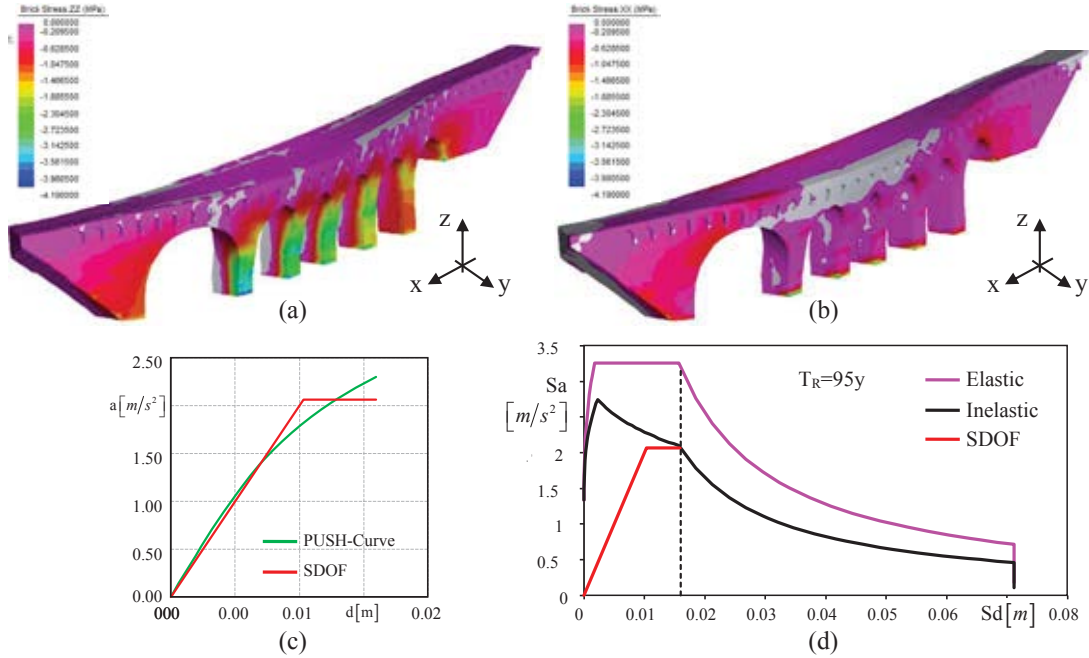 Brick Stress.ZZ (MPa)
0.000000
-0.209500
-0.628500
-1.047500
-1.466500
-1.885500
-2.304500
-2.723500
-3.142500
-3.561500
-3.980500
-4.190000
z
x
y
(a)
Brick Stress.XX (MPa)
0.000000
-0.209500
-0.628500
-1.047500
-1.466500
-1.885500
-2.304500
-2.723500
-3.142500
-3.561500
-3.980500
-4.190000
z
x
y
(b)
2.50
a[m/s²]
2.00
1.50
1.00
0.50
0.00
PUSH-Curve
SDOF
0.00
0.01
d[m]
0.02
(c)
3.5
Sa
[m/s²]
3
2.5
2
1.5
1
0.5
0
T_R=95y
Elastic
Inelastic
SDOF
0
0.01
0.02
0.03
0.04
0.05
0.06
Sd[m]
0.08
(d)